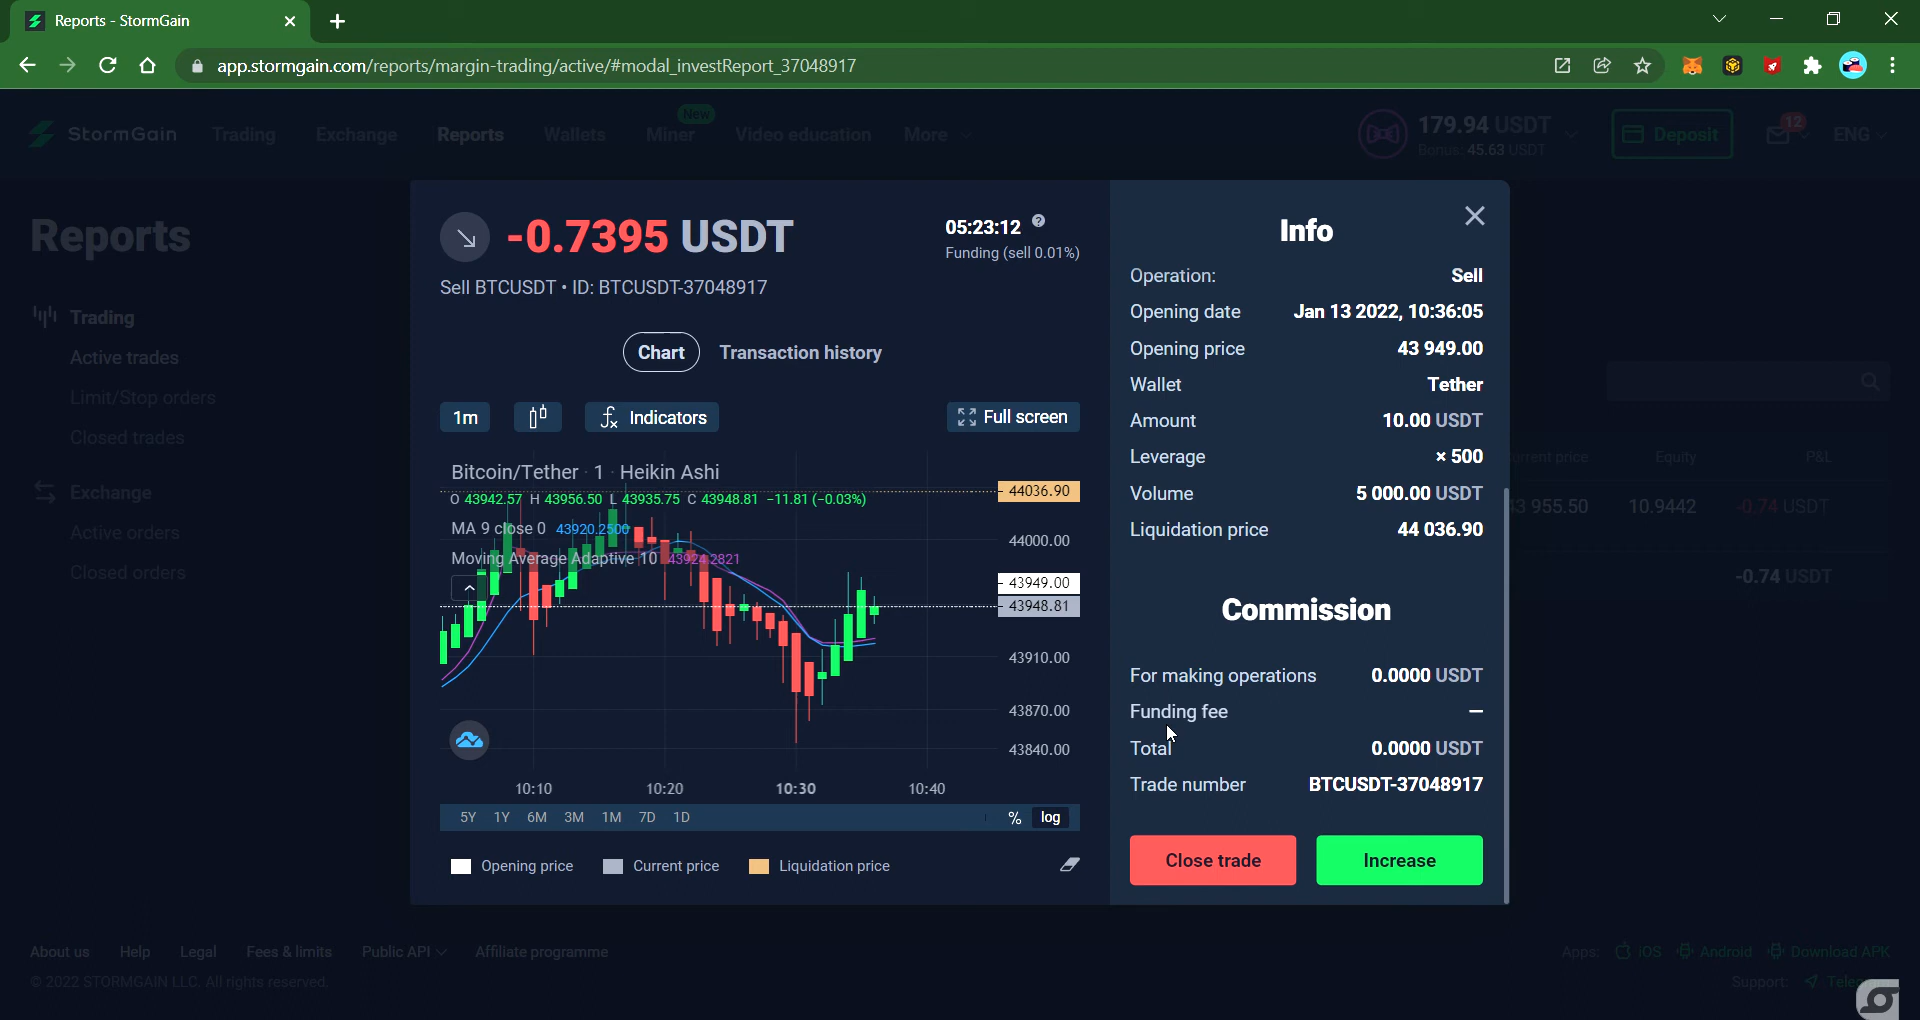 Reports - StormGain
app.stormgain.com/reports/margin-trading/active/#modal_investReport_37048917
StormGain Trading Exchange Reports Wallets Miner New Video education More
179.94 USDT
Bonus: 45.63 USDT
Deposit
12
ENG
Reports
Trading
Active trades
Limit/Stop orders
Closed trades
Exchange
Active orders
Closed orders
-0.7395 USDT
05:23:12
Funding (sell 0.01%)
Sell BTCUSDT • ID: BTCUSDT-37048917
Chart Transaction history
1m fx Indicators Full screen
Bitcoin/Tether · 1 · Heikin Ashi
O 43942.57 H 43956.50 L 43935.75 C 43948.81 −11.81 (−0.03%)
MA 9 close 0 43920.2500
Moving Average Adaptive 10 43924.2821
44036.90
44000.00
43949.00
43948.81
43910.00
43870.00
43840.00
10:10 10:20 10:30 10:40
5Y 1Y 6M 3M 1M 7D 1D % log
Opening price Current price Liquidation price
Info
Operation: Sell
Opening date Jan 13 2022, 10:36:05
Opening price 43 949.00
Wallet Tether
Amount 10.00 USDT
Leverage × 500
Volume 5 000.00 USDT
Liquidation price 44 036.90
Commission
For making operations 0.0000 USDT
Funding fee –
Total 0.0000 USDT
Trade number BTCUSDT-37048917
Close trade Increase
price Equity P&L
43 955.50 10.9442 -0.74 USDT
-0.74 USDT
About us Help Legal Fees & limits Public API Affiliate programme
© 2022 STORMGAIN LLC. All rights reserved.
Apps: iOS Android Download APK
Support: